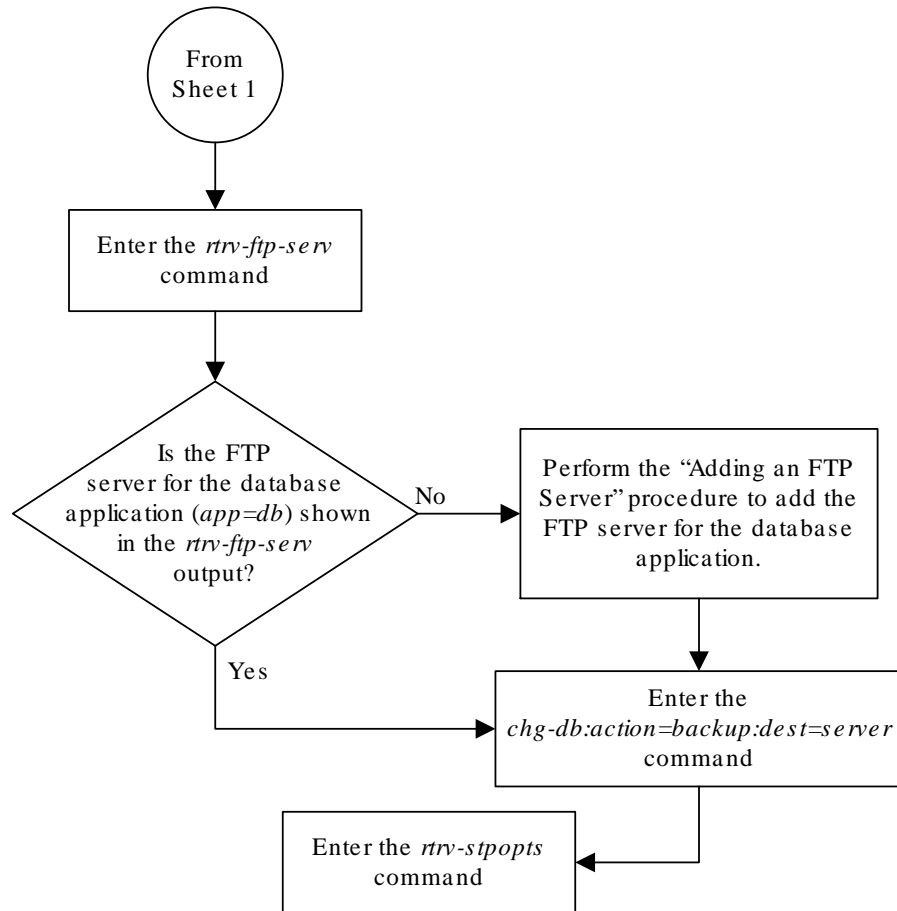 From
Sheet 1
Enter the rtrv-ftp-serv
command
Is the FTP
server for the database
application (app=db) shown
in the rtrv-ftp-serv
output?
No
Perform the “Adding an FTP
Server” procedure to add the
FTP server for the database
application.
Yes
Enter the
chg-db:action=backup:dest=server
command
Enter the rtrv-stpopts
command